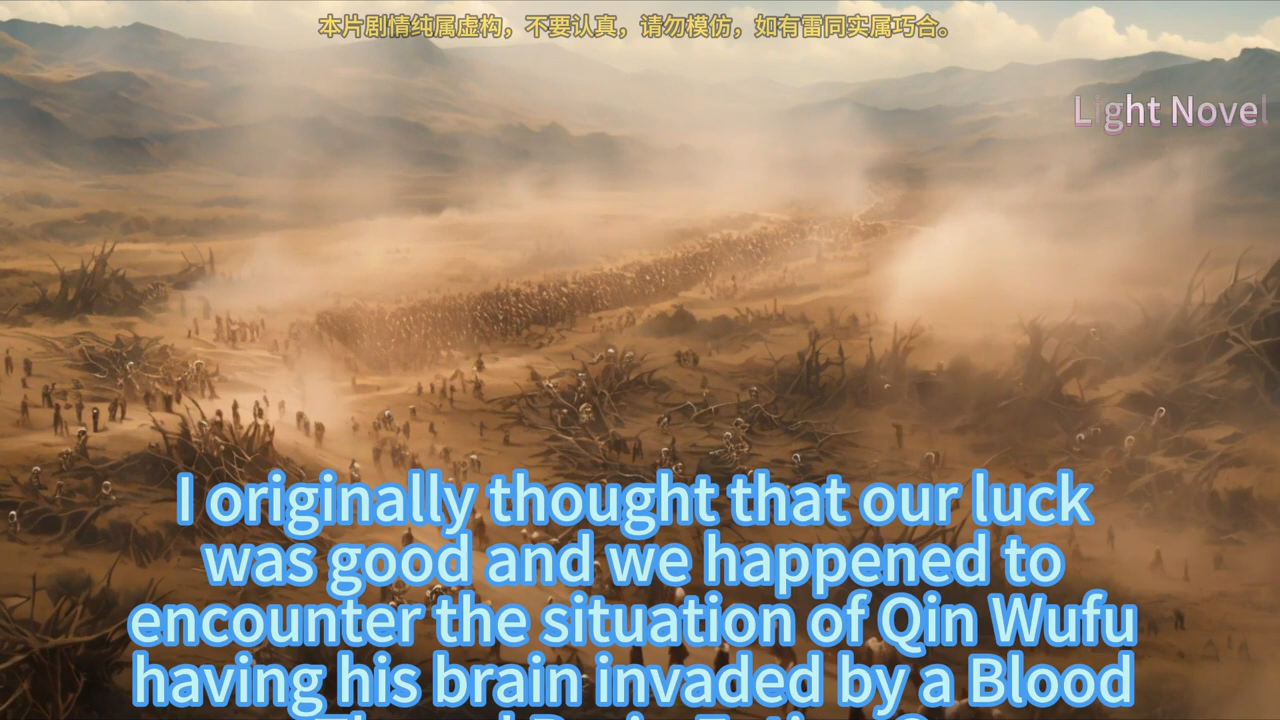 本片剧情纯属虚构，不要认真，请勿模仿，如有雷同实属巧合。
Light Novel
I originally thought that our luck
was good and we happened to
encounter the situation of Qin Wufu
having his brain invaded by a Blood